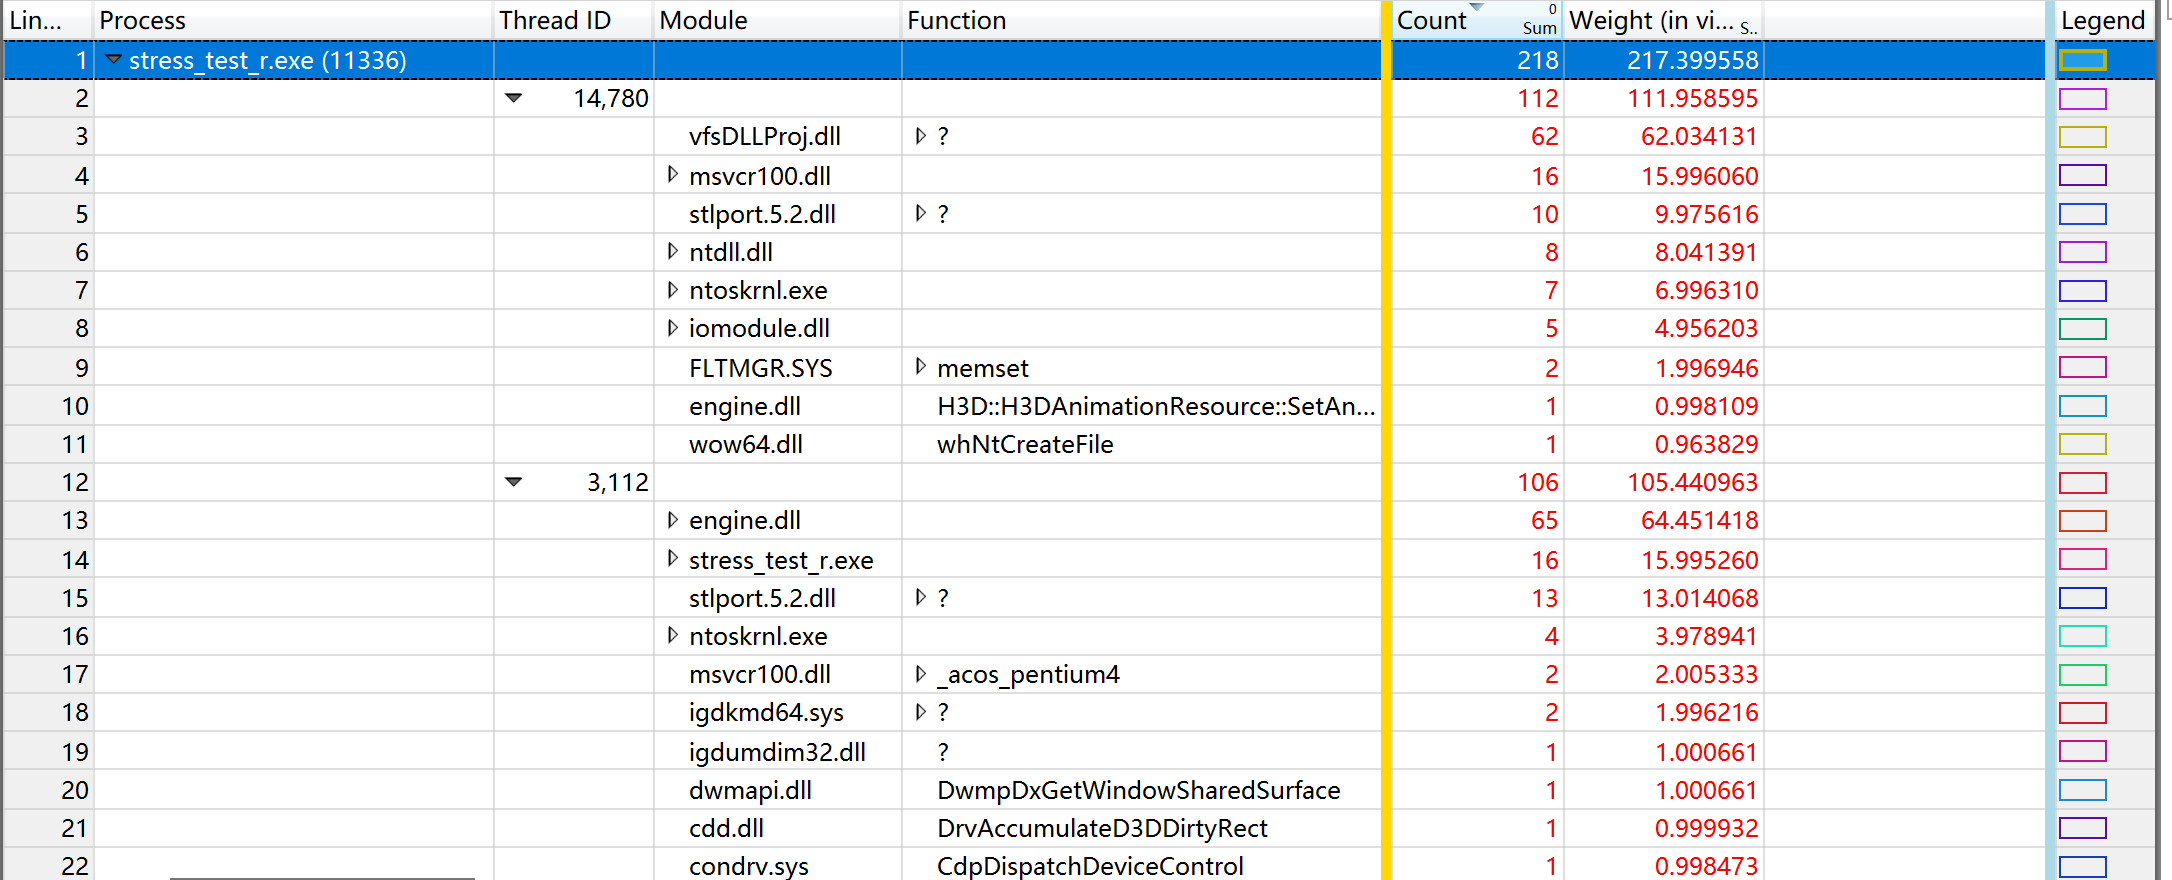 Lin... Process Thread ID Module Function Count 0 Sum Weight (in vi... S.. Legend
1 stress_test_r.exe (11336) 218 217.399558
2 14,780 112 111.958595
3 vfsDLLProj.dll ? 62 62.034131
4 msvcr100.dll 16 15.996060
5 stlport.5.2.dll ? 10 9.975616
6 ntdll.dll 8 8.041391
7 ntoskrnl.exe 7 6.996310
8 iomodule.dll 5 4.956203
9 FLTMGR.SYS memset 2 1.996946
10 engine.dll H3D::H3DAnimationResource::SetAn... 1 0.998109
11 wow64.dll whNtCreateFile 1 0.963829
12 3,112 106 105.440963
13 engine.dll 65 64.451418
14 stress_test_r.exe 16 15.995260
15 stlport.5.2.dll ? 13 13.014068
16 ntoskrnl.exe 4 3.978941
17 msvcr100.dll _acos_pentium4 2 2.005333
18 igdkmd64.sys ? 2 1.996216
19 igdumdim32.dll ? 1 1.000661
20 dwmapi.dll DwmpDxGetWindowSharedSurface 1 1.000661
21 cdd.dll DrvAccumulateD3DDirtyRect 1 0.999932
22 condrv.sys CdpDispatchDeviceControl 1 0.998473